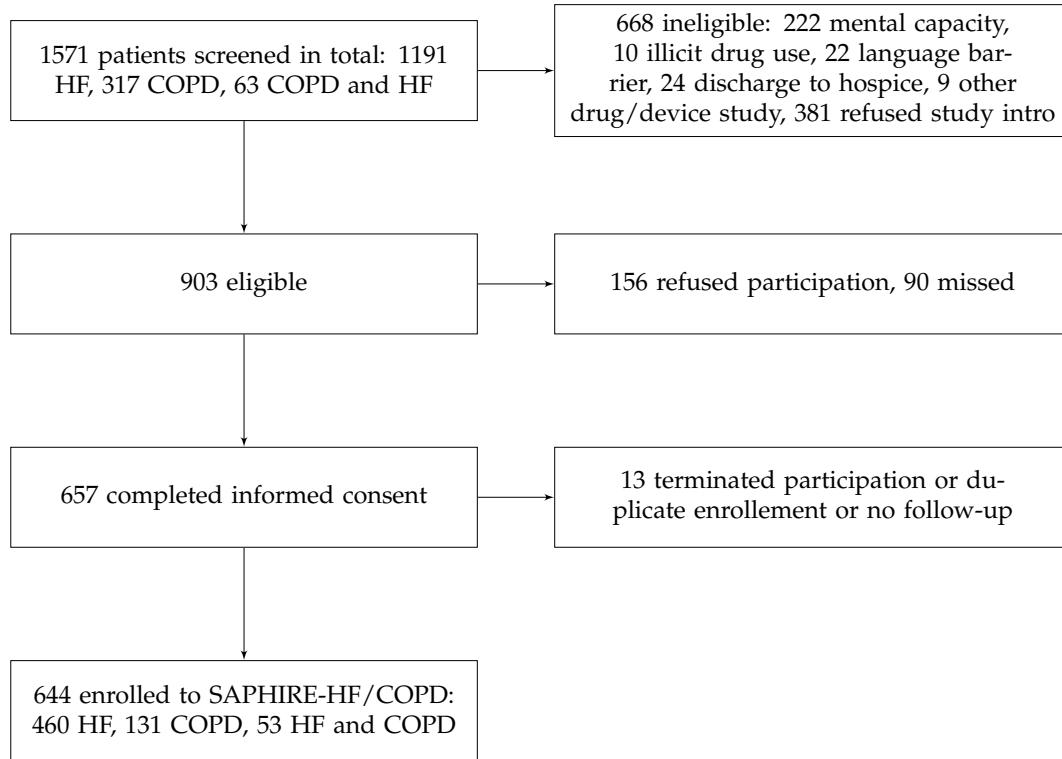 1571 patients screened in total: 1191
HF, 317 COPD, 63 COPD and HF
668 ineligible: 222 mental capacity,
10 illicit drug use, 22 language bar-
rier, 24 discharge to hospice, 9 other
drug/device study, 381 refused study intro
903 eligible
156 refused participation, 90 missed
657 completed informed consent
13 terminated participation or du-
plicate enrollement or no follow-up
644 enrolled to SAPHIRE-HF/COPD:
460 HF, 131 COPD, 53 HF and COPD